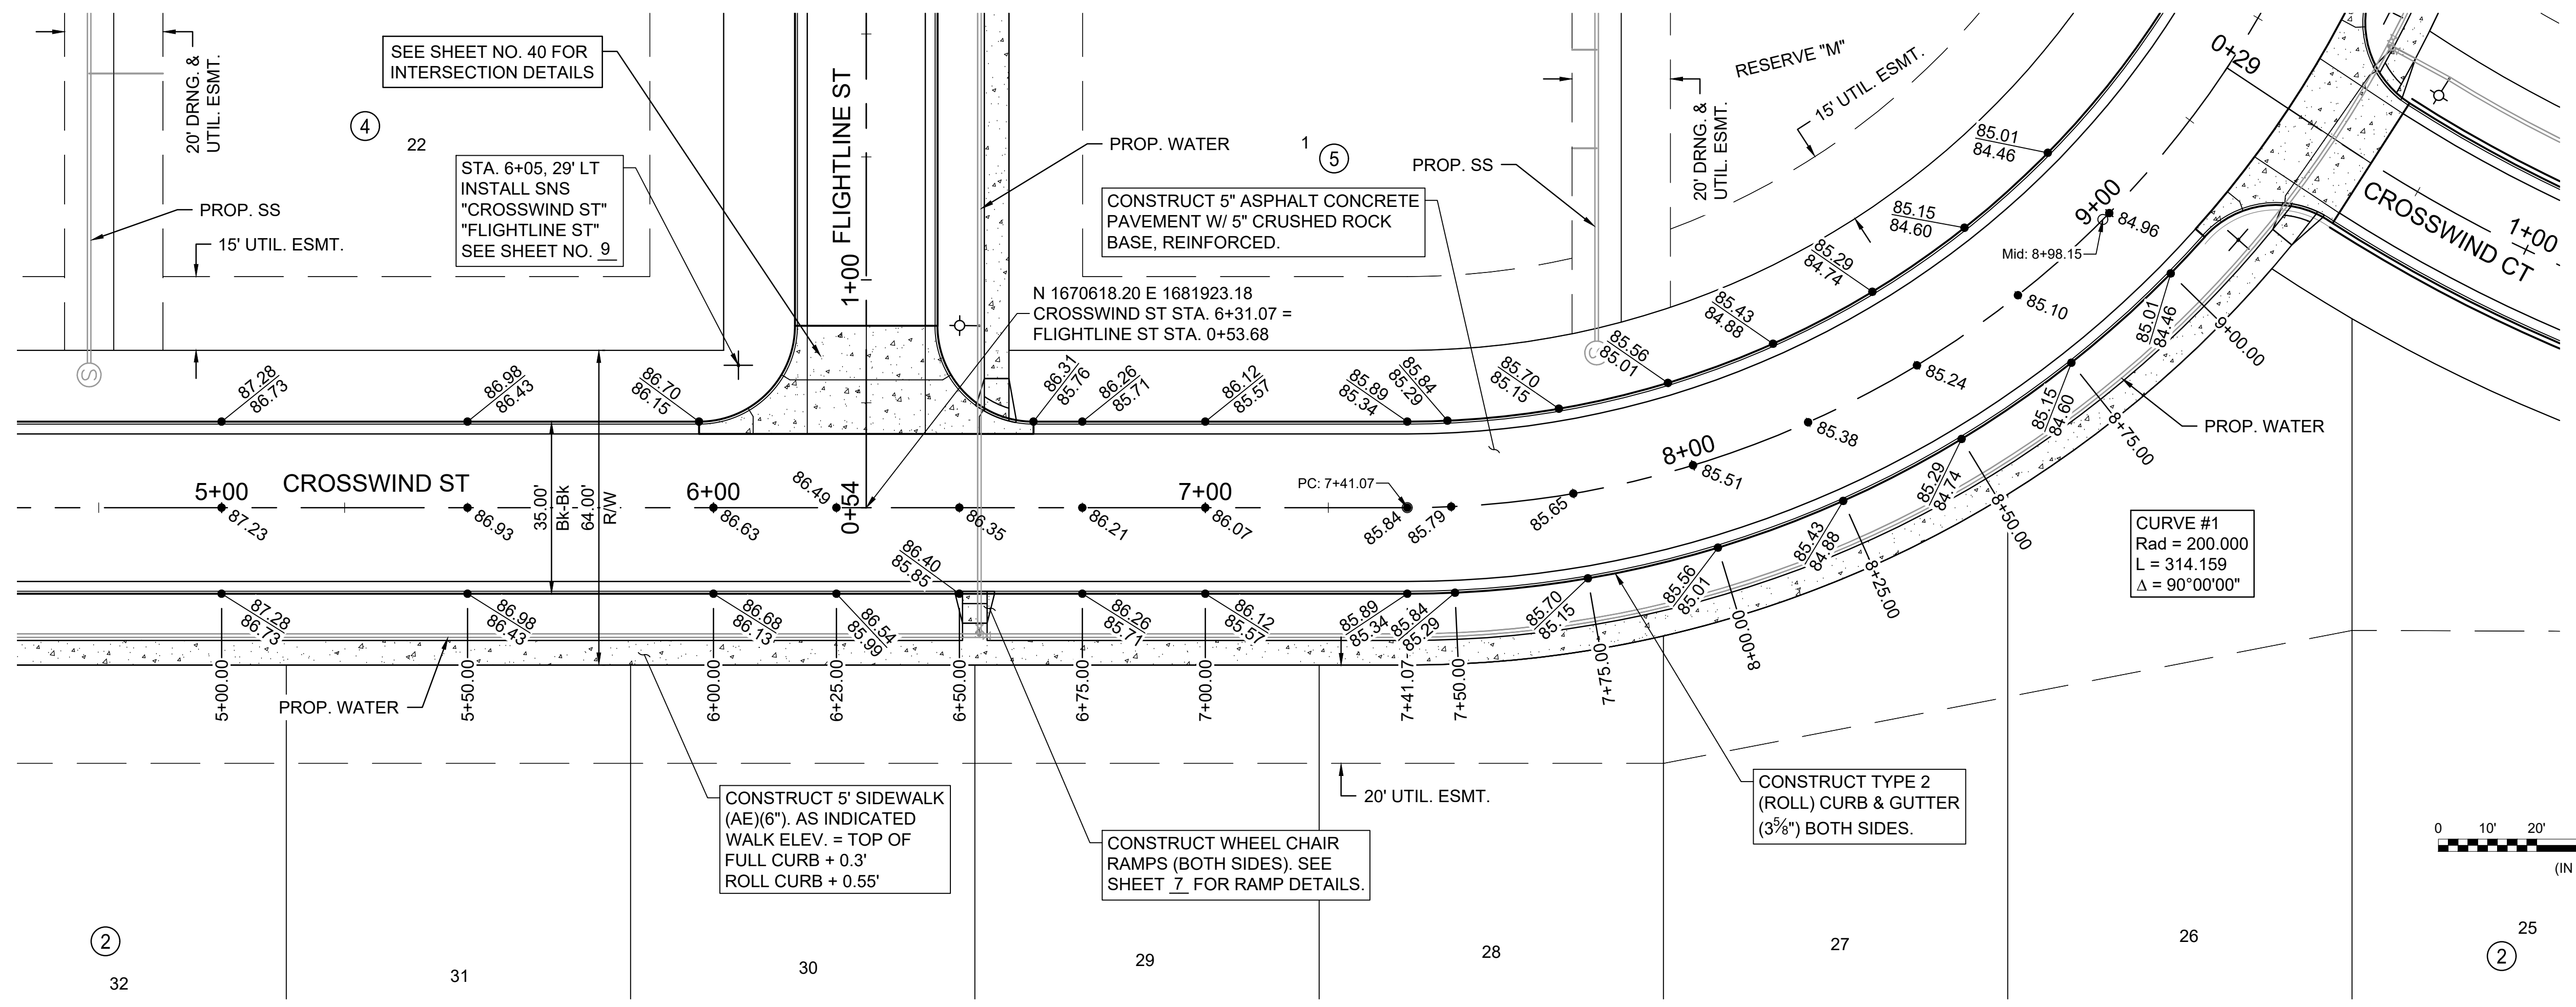 20' DRNG. &
UTIL. ESMT.
SEE SHEET NO. 40 FOR
INTERSECTION DETAILS
4
22
STA. 6+05, 29' LT
INSTALL SNS
"CROSSWIND ST"
"FLIGHTLINE ST"
SEE SHEET NO. 9
PROP. SS
15' UTIL. ESMT.
1+00 FLIGHTLINE ST
PROP. WATER
1
5
PROP. SS
CONSTRUCT 5" ASPHALT CONCRETE
PAVEMENT W/ 5" CRUSHED ROCK
BASE, REINFORCED.
N 1670618.20 E 1681923.18
CROSSWIND ST STA. 6+31.07 =
FLIGHTLINE ST STA. 0+53.68
20' DRNG. &
UTIL. ESMT.
RESERVE "M"
15' UTIL. ESMT.
0+29
CROSSWIND CT
1+00
S
S
87.28
86.73
86.98
86.43
86.70
86.15
86.31
85.76
86.26
85.71
86.12
85.57
85.89
85.34
85.84
85.29
85.70
85.15
85.56
85.01
85.43
84.88
85.29
84.74
85.15
84.60
85.01
84.46
5+00
CROSSWIND ST
6+00
7+00
8+00
9+00
35.00'
Bk-Bk
64.00'
R/W
0+54
PC: 7+41.07
Mid: 8+98.15
87.23
86.93
86.63
86.49
86.35
86.21
86.07
85.84
85.79
85.65
85.51
85.38
85.24
85.10
84.96
87.28
86.73
86.98
86.43
86.68
86.13
86.54
85.99
86.40
85.85
86.26
85.71
86.12
85.57
85.89
85.34
85.84
85.29
85.70
85.15
85.56
85.01
85.43
84.88
85.29
84.74
85.15
84.60
85.01
84.46
5+00.00
5+50.00
6+00.00
6+25.00
6+50.00
6+75.00
7+00.00
7+41.07
7+50.00
7+75.00
8+00.00
8+25.00
8+50.00
8+75.00
9+00.00
PROP. WATER
PROP. WATER
CURVE #1
Rad = 200.000
L = 314.159
Δ = 90°00'00"
CONSTRUCT 5' SIDEWALK
(AE)(6"). AS INDICATED
WALK ELEV. = TOP OF
FULL CURB + 0.3'
ROLL CURB + 0.55'
CONSTRUCT WHEEL CHAIR
RAMPS (BOTH SIDES). SEE
SHEET 7 FOR RAMP DETAILS.
20' UTIL. ESMT.
CONSTRUCT TYPE 2
(ROLL) CURB & GUTTER
(3⅝") BOTH SIDES.
0 10' 20'
(IN
2
32
31
30
29
28
27
26
25
2